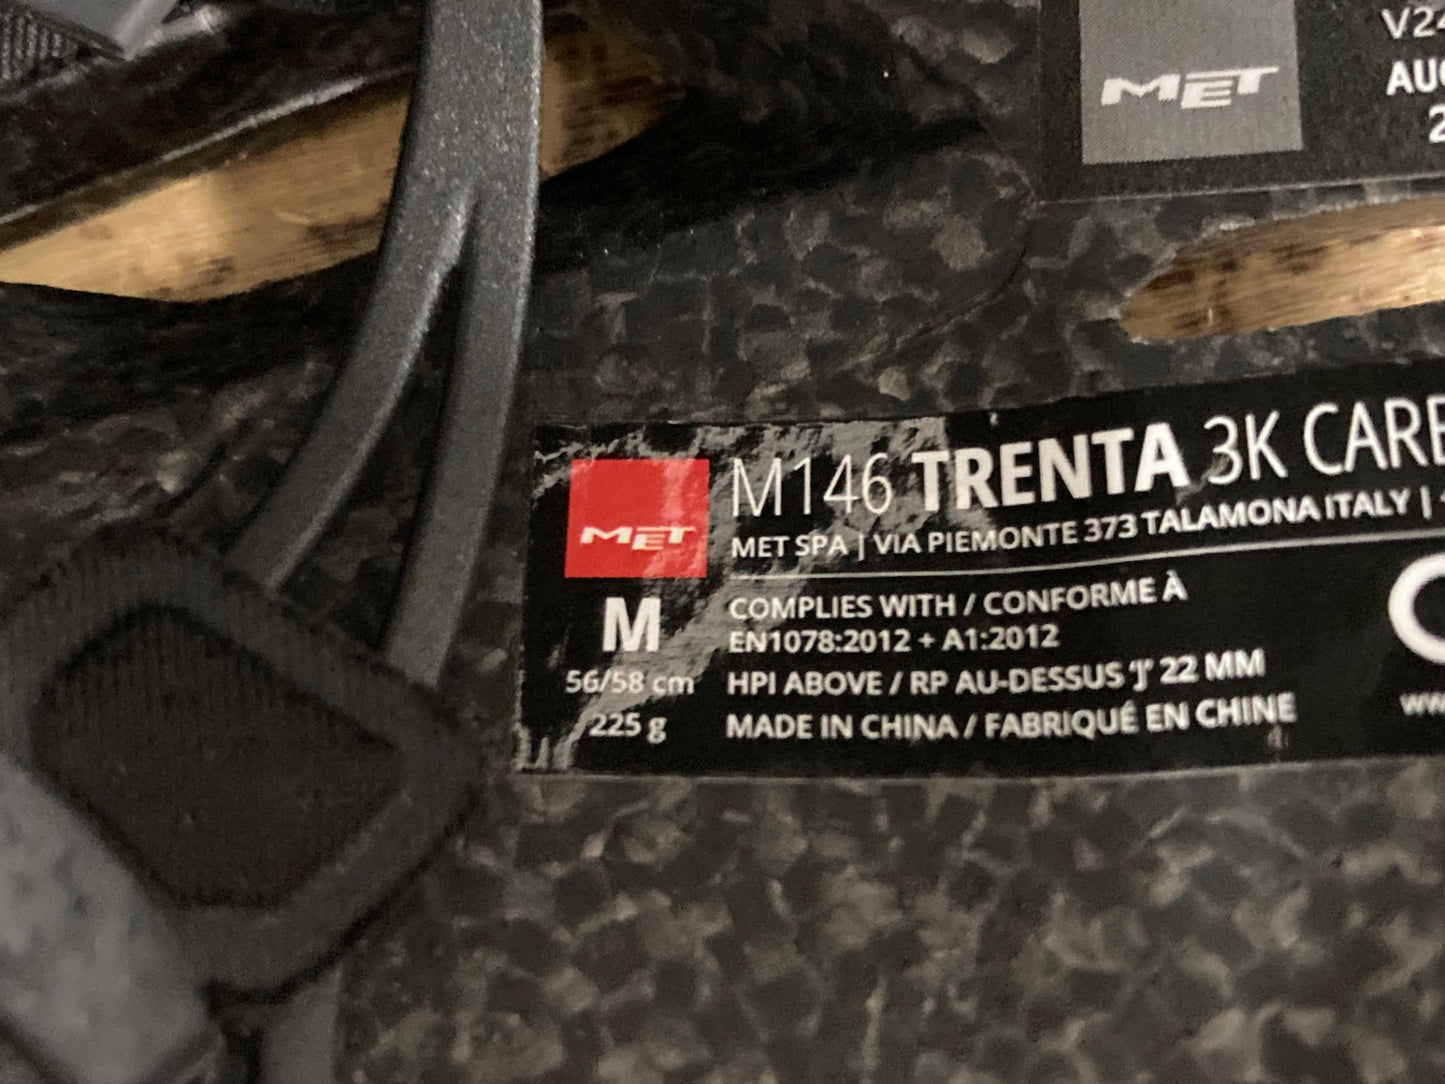 MET
M146 TRENTA 3K
MET SPA | VIA PIEMONTE 373 TALAMONA ITALY |
MET
M
56/58 cm
225 g
COMPLIES WITH / CONFORME À
EN1078:2012 + A1:2012
HPI ABOVE / RP AU-DESSUS 'J' 22 MM
MADE IN CHINA / FABRIQUÉ EN CHINE